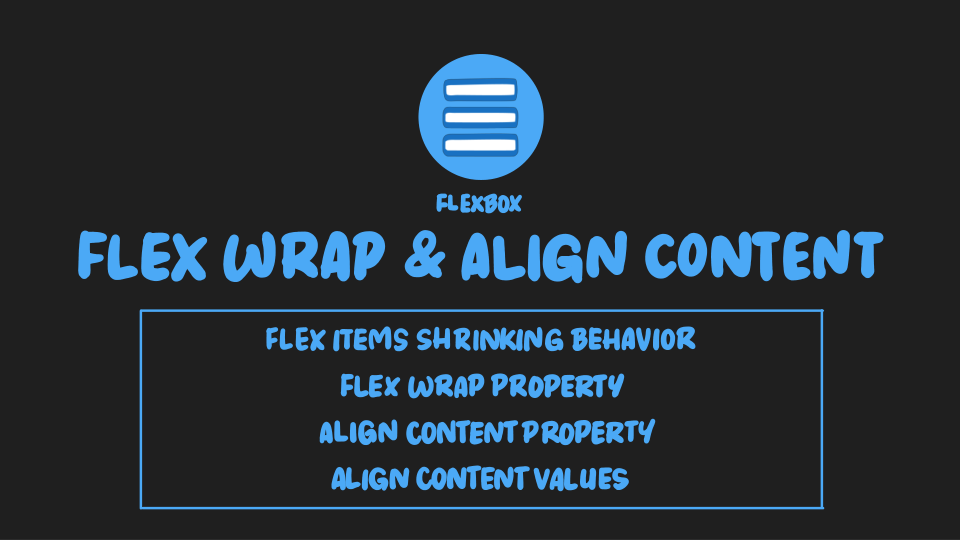 FLEXBOX
FLEX WRAP & ALIGN CONTENT
FLEX ITEMS SHRINKING BEHAVIOR
FLEX WRAP PROPERTY
ALIGN CONTENT PROPERTY
ALIGN CONTENT VALUES